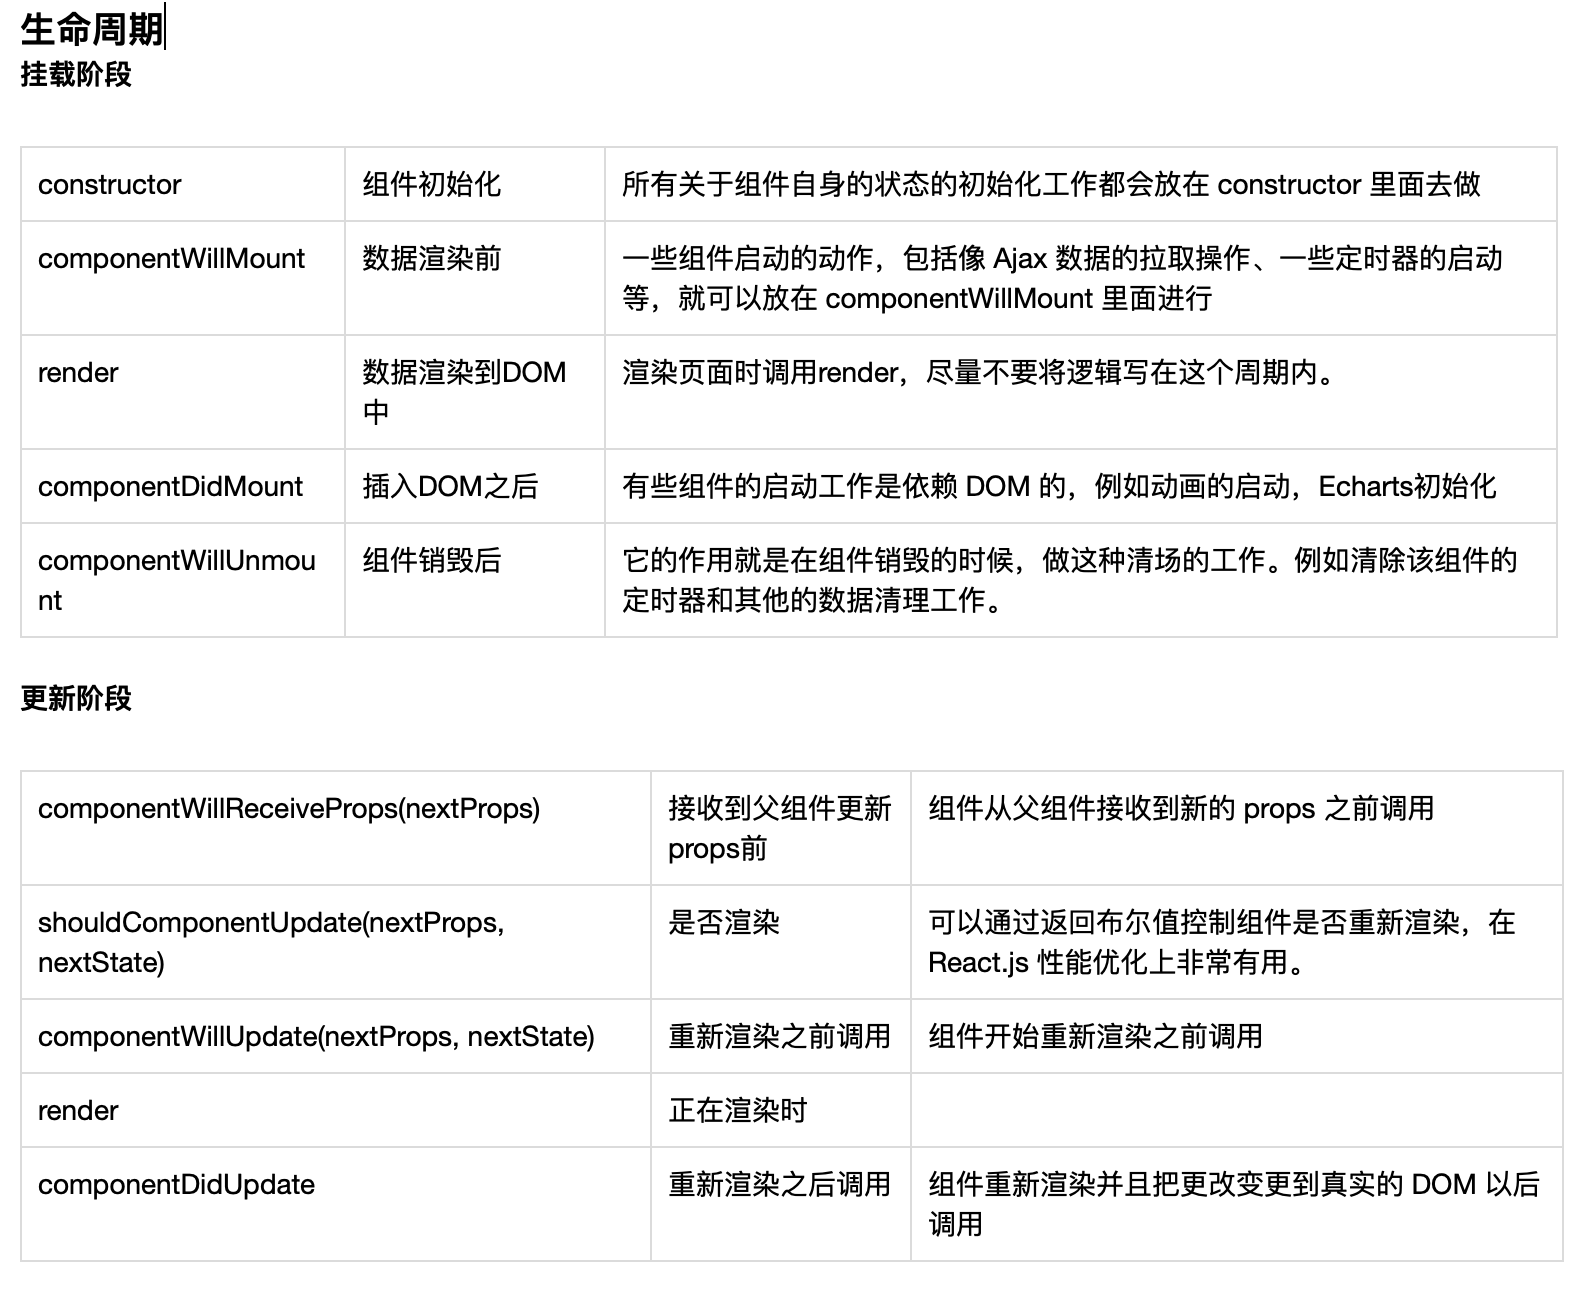 生命周期
挂载阶段
constructor
组件初始化
所有关于组件自身的状态的初始化工作都会放在 constructor 里面去做
componentWillMount
数据渲染前
一些组件启动的动作，包括像 Ajax 数据的拉取操作、一些定时器的启动
等，就可以放在 componentWillMount 里面进行
render
数据渲染到DOM
中
渲染页面时调用render，尽量不要将逻辑写在这个周期内。
componentDidMount
插入DOM之后
有些组件的启动工作是依赖 DOM 的，例如动画的启动，Echarts初始化
componentWillUnmou
nt
组件销毁后
它的作用就是在组件销毁的时候，做这种清场的工作。例如清除该组件的
定时器和其他的数据清理工作。
更新阶段
componentWillReceiveProps(nextProps)
接收到父组件更新
props前
组件从父组件接收到新的 props 之前调用
shouldComponentUpdate(nextProps,
nextState)
是否渲染
可以通过返回布尔值控制组件是否重新渲染，在
React.js 性能优化上非常有用。
componentWillUpdate(nextProps, nextState)
重新渲染之前调用
组件开始重新渲染之前调用
render
正在渲染时
componentDidUpdate
重新渲染之后调用
组件重新渲染并且把更改变更到真实的 DOM 以后
调用